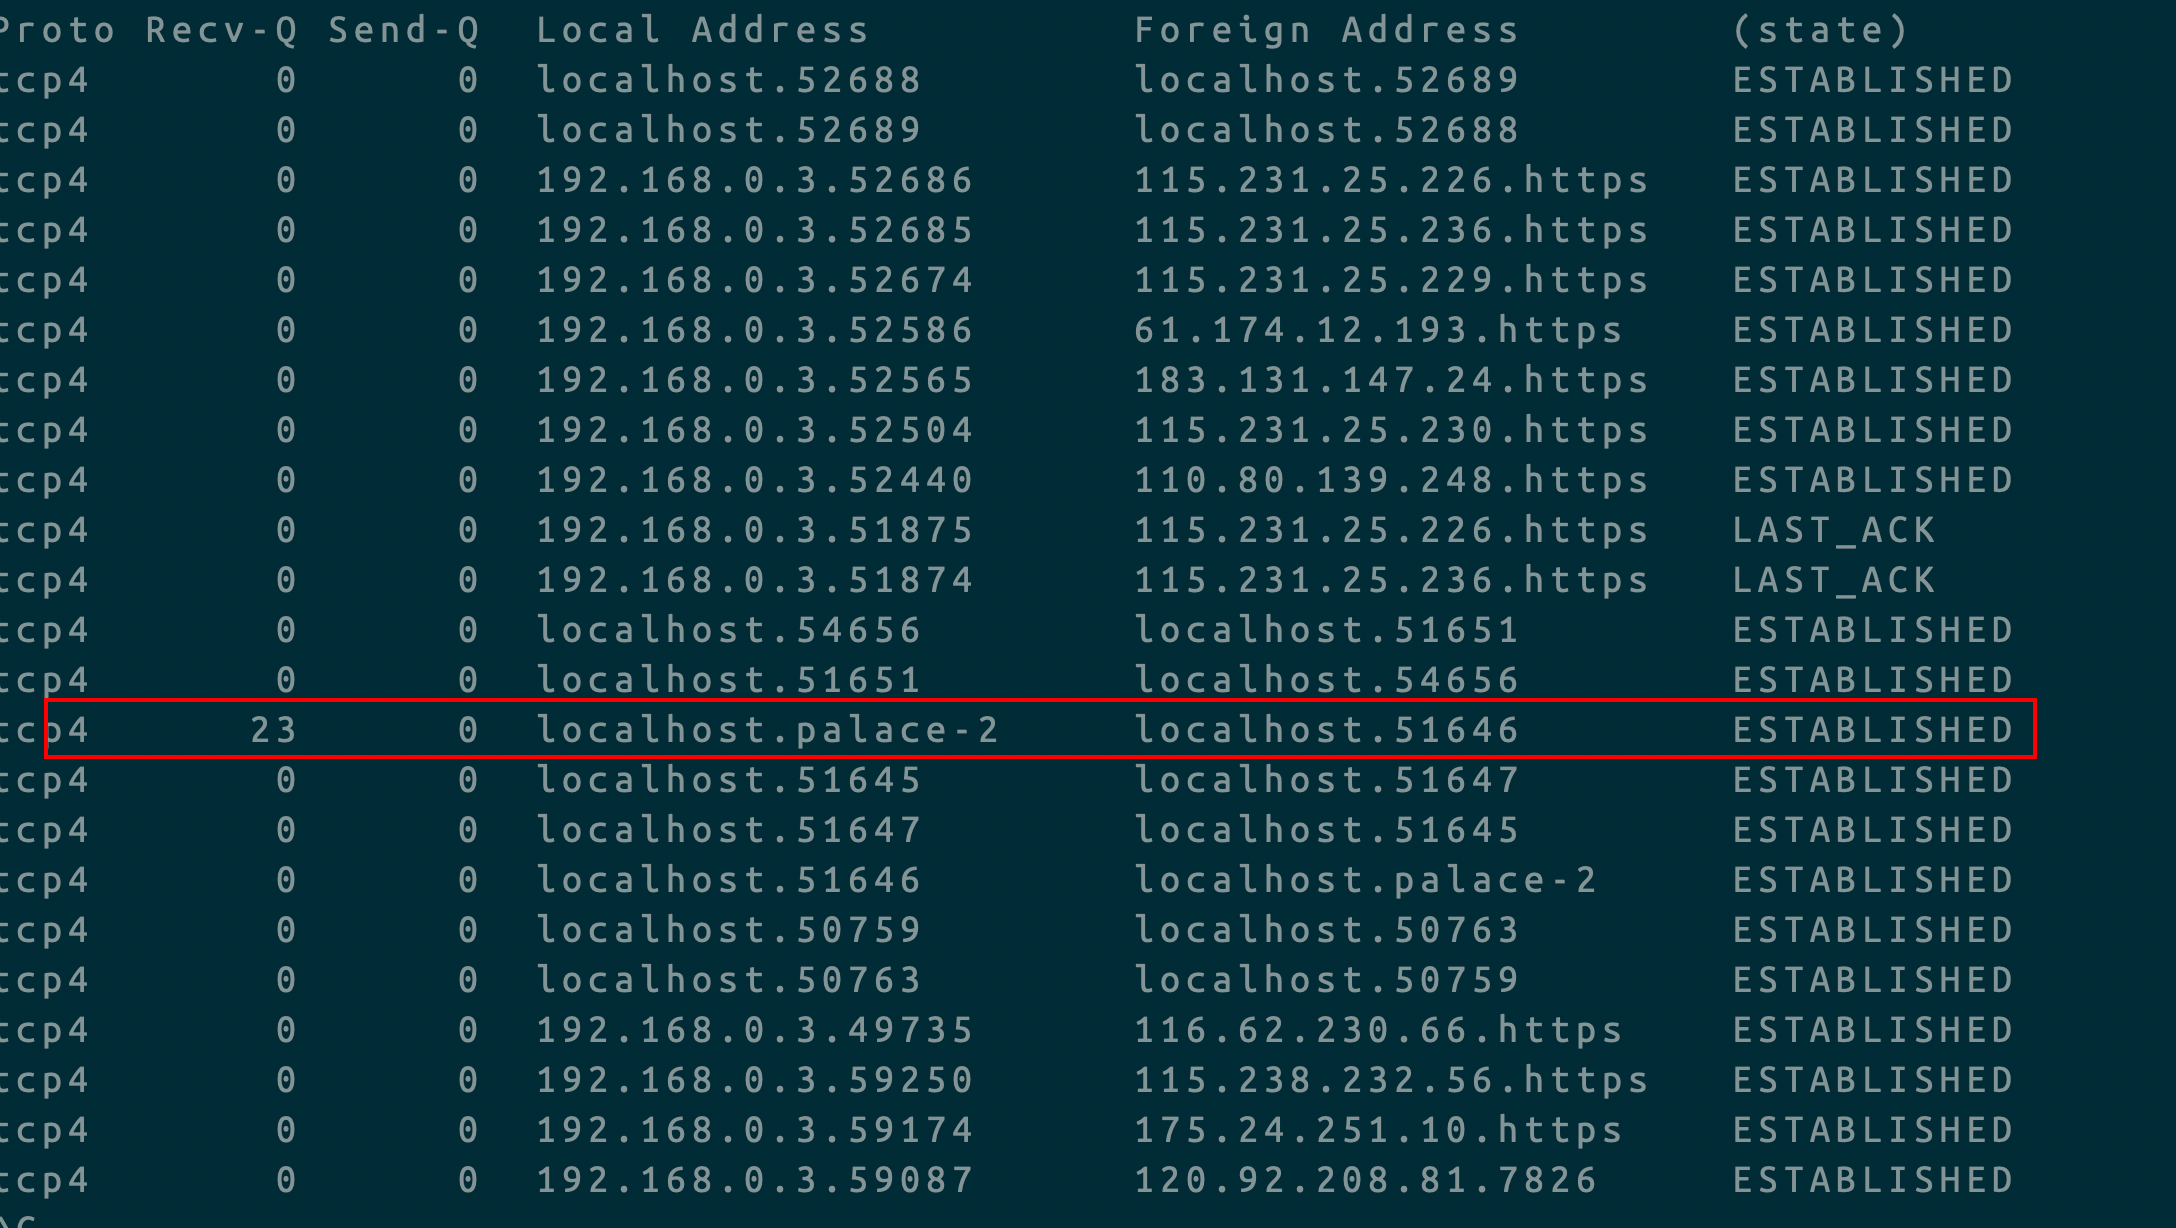 Proto Recv-Q Send-Q Local Address Foreign Address (state)
tcp4 0 0 localhost.52688 localhost.52689 ESTABLISHED
tcp4 0 0 localhost.52689 localhost.52688 ESTABLISHED
tcp4 0 0 192.168.0.3.52686 115.231.25.226.https ESTABLISHED
tcp4 0 0 192.168.0.3.52685 115.231.25.236.https ESTABLISHED
tcp4 0 0 192.168.0.3.52674 115.231.25.229.https ESTABLISHED
tcp4 0 0 192.168.0.3.52586 61.174.12.193.https ESTABLISHED
tcp4 0 0 192.168.0.3.52565 183.131.147.24.https ESTABLISHED
tcp4 0 0 192.168.0.3.52504 115.231.25.230.https ESTABLISHED
tcp4 0 0 192.168.0.3.52440 110.80.139.248.https ESTABLISHED
tcp4 0 0 192.168.0.3.51875 115.231.25.226.https LAST_ACK
tcp4 0 0 192.168.0.3.51874 115.231.25.236.https LAST_ACK
tcp4 0 0 localhost.54656 localhost.51651 ESTABLISHED
tcp4 0 0 localhost.51651 localhost.54656 ESTABLISHED
tcp4 23 0 localhost.palace-2 localhost.51646 ESTABLISHED
tcp4 0 0 localhost.51645 localhost.51647 ESTABLISHED
tcp4 0 0 localhost.51647 localhost.51645 ESTABLISHED
tcp4 0 0 localhost.51646 localhost.palace-2 ESTABLISHED
tcp4 0 0 localhost.50759 localhost.50763 ESTABLISHED
tcp4 0 0 localhost.50763 localhost.50759 ESTABLISHED
tcp4 0 0 192.168.0.3.49735 116.62.230.66.https ESTABLISHED
tcp4 0 0 192.168.0.3.59250 115.238.232.56.https ESTABLISHED
tcp4 0 0 192.168.0.3.59174 175.24.251.10.https ESTABLISHED
tcp4 0 0 192.168.0.3.59087 120.92.208.81.7826 ESTABLISHED